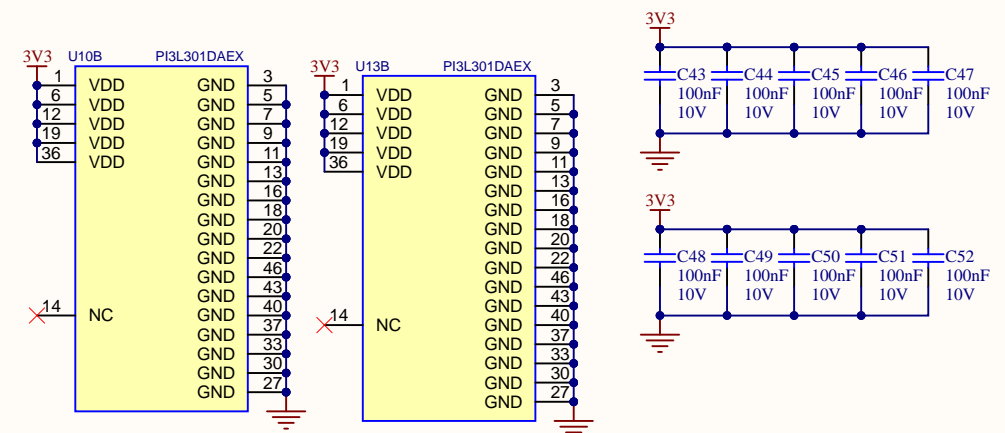 3V3
U10B PI3L301DAEX
1 VDD GND 3
6 VDD GND 5
12 VDD GND 7
19 VDD GND 9
36 VDD GND 11
GND 13
GND 16
GND 18
GND 20
GND 22
GND 46
GND 43
14 NC GND 40
GND 37
GND 33
GND 30
GND 27
3V3
U13B PI3L301DAEX
1 VDD GND 3
6 VDD GND 5
12 VDD GND 7
19 VDD GND 9
36 VDD GND 11
GND 13
GND 16
GND 18
GND 20
GND 22
GND 46
GND 43
14 NC GND 40
GND 37
GND 33
GND 30
GND 27
3V3
C43 C44 C45 C46 C47
100nF 100nF 100nF 100nF 100nF
10V 10V 10V 10V 10V
3V3
C48 C49 C50 C51 C52
100nF 100nF 100nF 100nF 100nF
10V 10V 10V 10V 10V